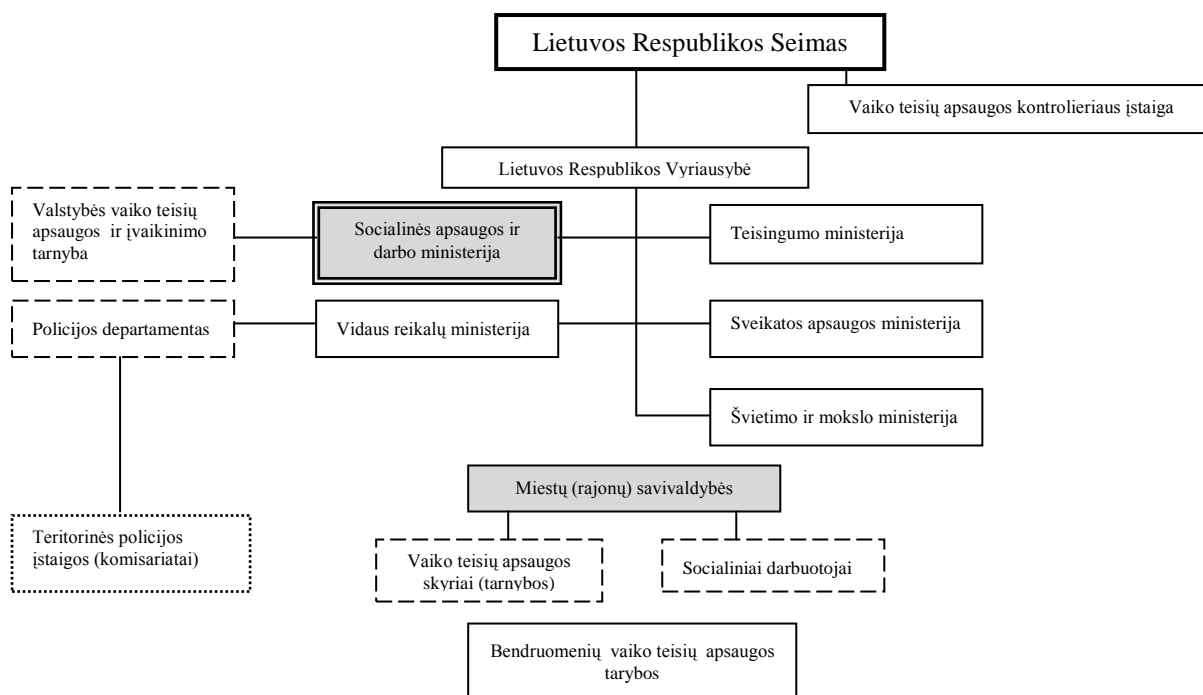 Lietuvos Respublikos Seimas
Vaiko teisių apsaugos kontrolieriaus įstaiga
Lietuvos Respublikos Vyriausybė
Valstybės vaiko teisių
apsaugos ir įvaikinimo
tarnyba
Socialinės apsaugos ir
darbo ministerija
Teisingumo ministerija
Policijos departamentas
Vidaus reikalų ministerija
Sveikatos apsaugos ministerija
Švietimo ir mokslo ministerija
Miestų (rajonų) savivaldybės
Teritorinės policijos
įstaigos (komisariatai)
Vaiko teisių apsaugos
skyriai (tarnybos)
Socialiniai darbuotojai
Bendruomenių vaiko teisių apsaugos
tarybos